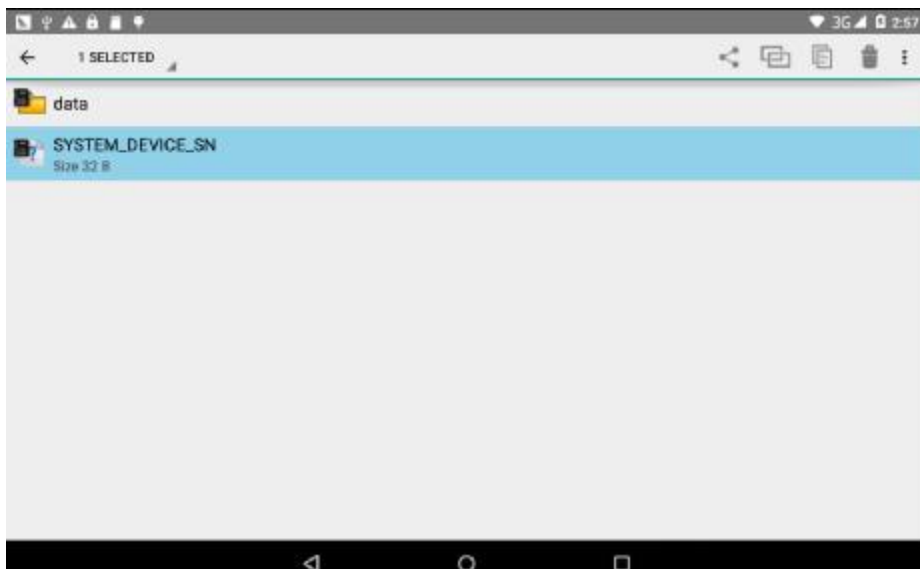 3G 2:57
1 SELECTED
data
SYSTEM_DEVICE_SN
Size 32 B